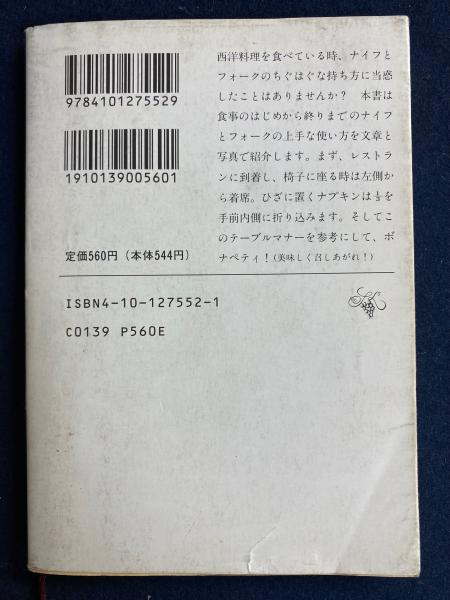 9784101275529
1910139005601
定価560円（本体544円）
西洋料理を食べている時、ナイフと
フォークのちぐはぐな持ち方に当惑
したことはありませんか？　本書は
食事のはじめから終りまでのナイフ
とフォークの上手な使い方を文章と
写真で紹介します。まず、レストラ
ンに到着し、椅子に座る時は左側か
ら着席。ひざに置くナプキンは⅓を
手前内側に折り込みます。そしてこ
のテーブルマナーを参考にして、ボ
ナペティ！(美味しく召しあがれ！)
ISBN4-10-127552-1
C0139 P560E